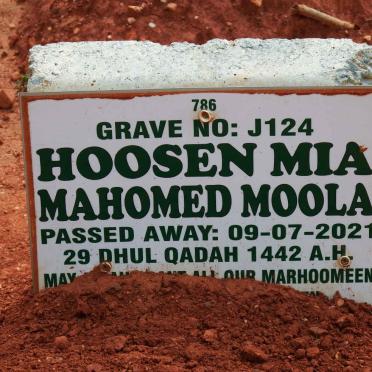 786
GRAVE NO: J124
HOOSEN MIA
MAHOMED MOOLA
PASSED AWAY: 09-07-2021
29 DHUL QADAH 1442 A.H.
ALL OUR MARHOOMEEN